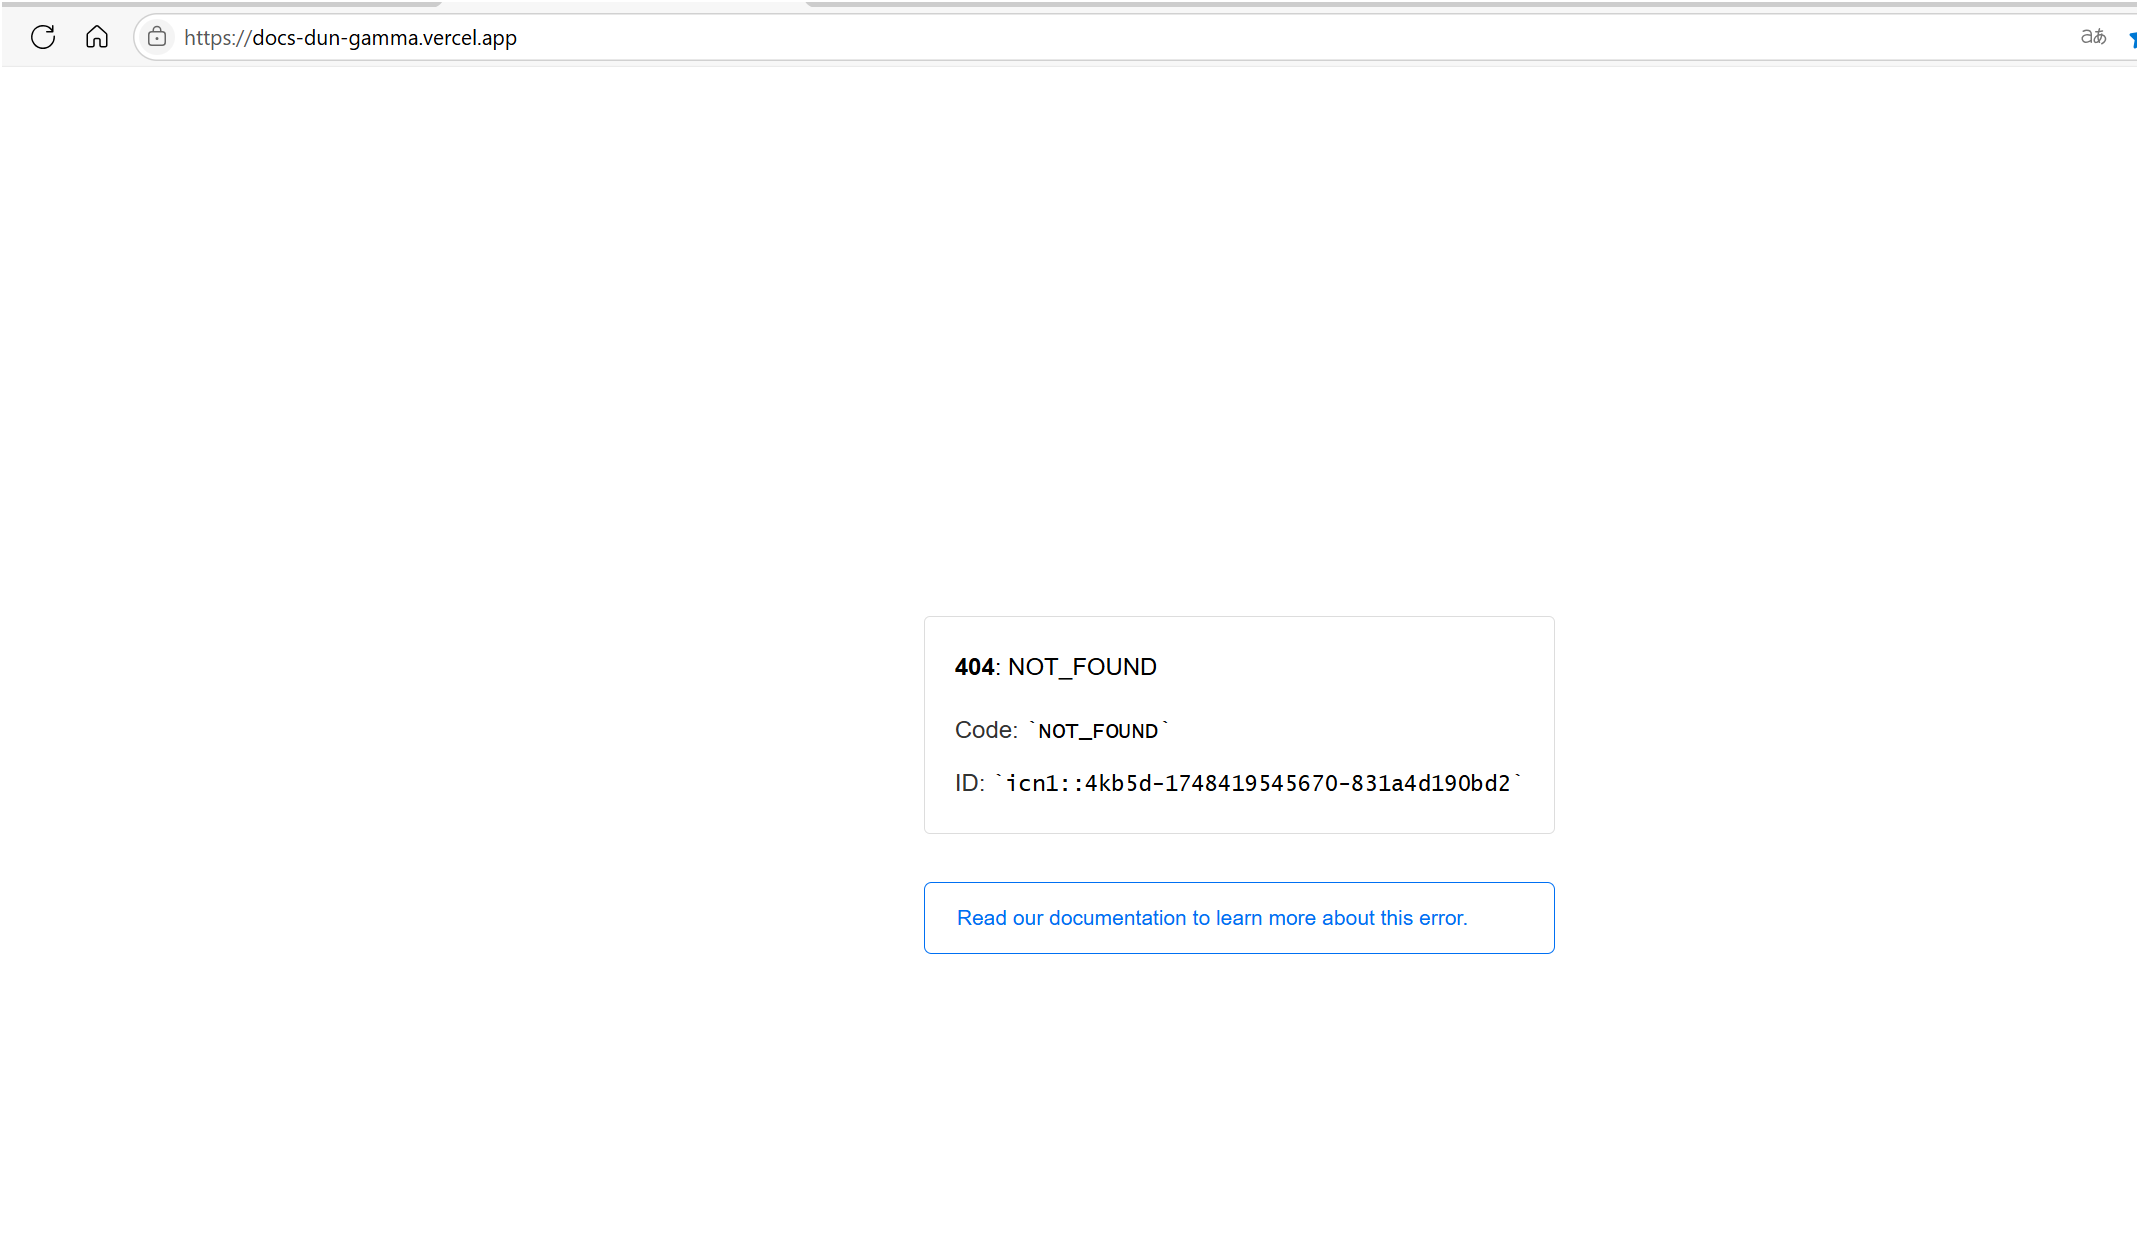 https://docs-dun-gamma.vercel.app
aあ
404: NOT_FOUND
Code: `NOT_FOUND`
ID: `icn1::4kb5d-1748419545670-831a4d190bd2`
Read our documentation to learn more about this error.